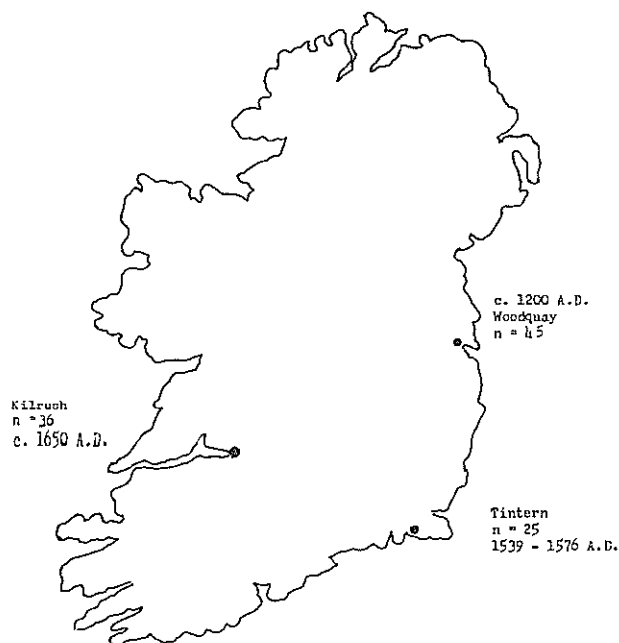 c. 1200 A.D.
Woodquay
n = 45
Kilrush
n = 36
c. 1650 A.D.
Tintern
n = 25
1539 - 1576 A.D.